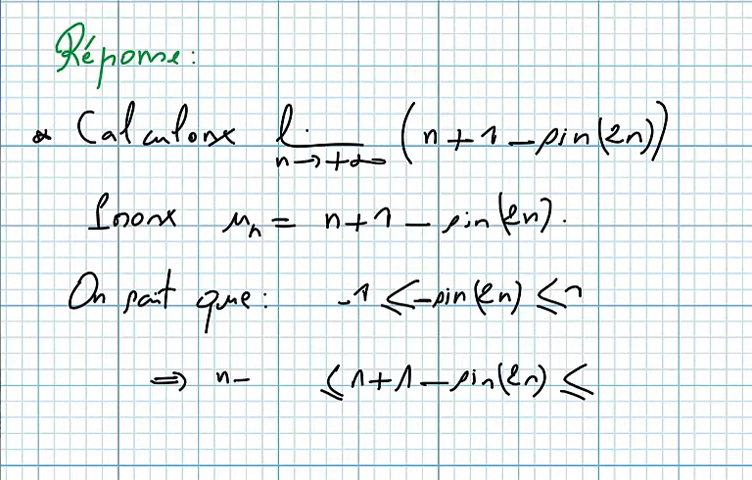 Réponse:
* Calculons lim n→+∞ (n+1-sin(2n))
Posons un = n+1-sin(2n).
On sait que: -1 ≤ -sin(2n) ≤ 1
⇒ n- ≤ n+1-sin(2n) ≤